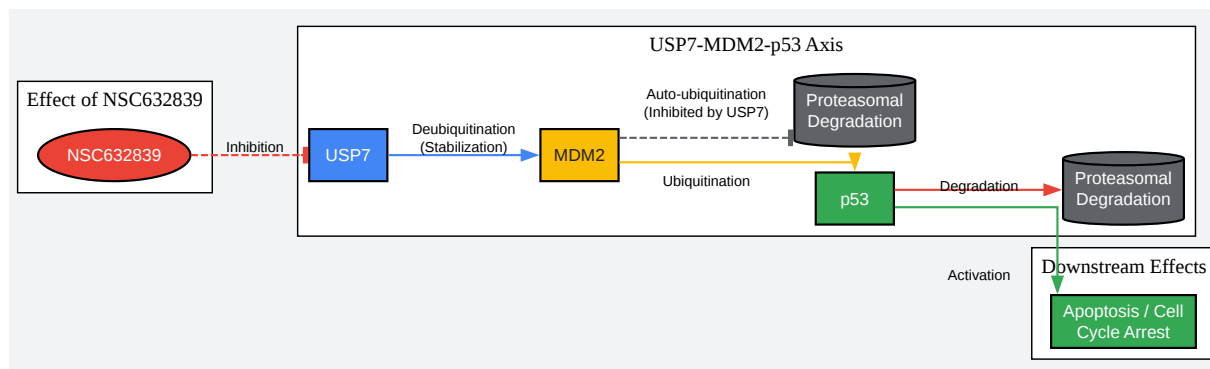 USP7-MDM2-p53 Axis
Effect of NSC632839
NSC632839
Inhibition
USP7
Deubiquitination
(Stabilization)
MDM2
Auto-ubiquitination
(Inhibited by USP7)
Proteasomal
Degradation
Ubiquitination
p53
Degradation
Proteasomal
Degradation
Activation
Downstream Effects
Apoptosis / Cell
Cycle Arrest